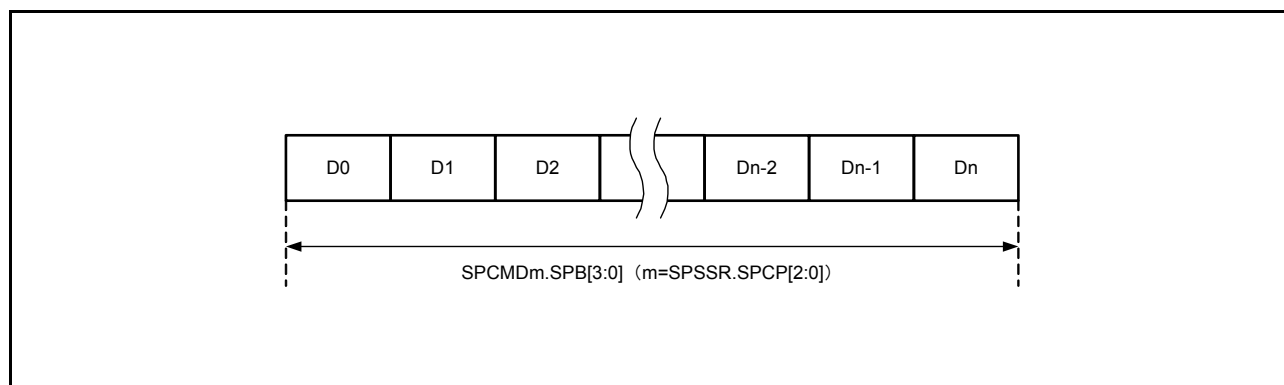 D0 D1 D2 Dn-2 Dn-1 Dn
SPCMDm.SPB[3:0]（m=SPSSR.SPCP[2:0]）